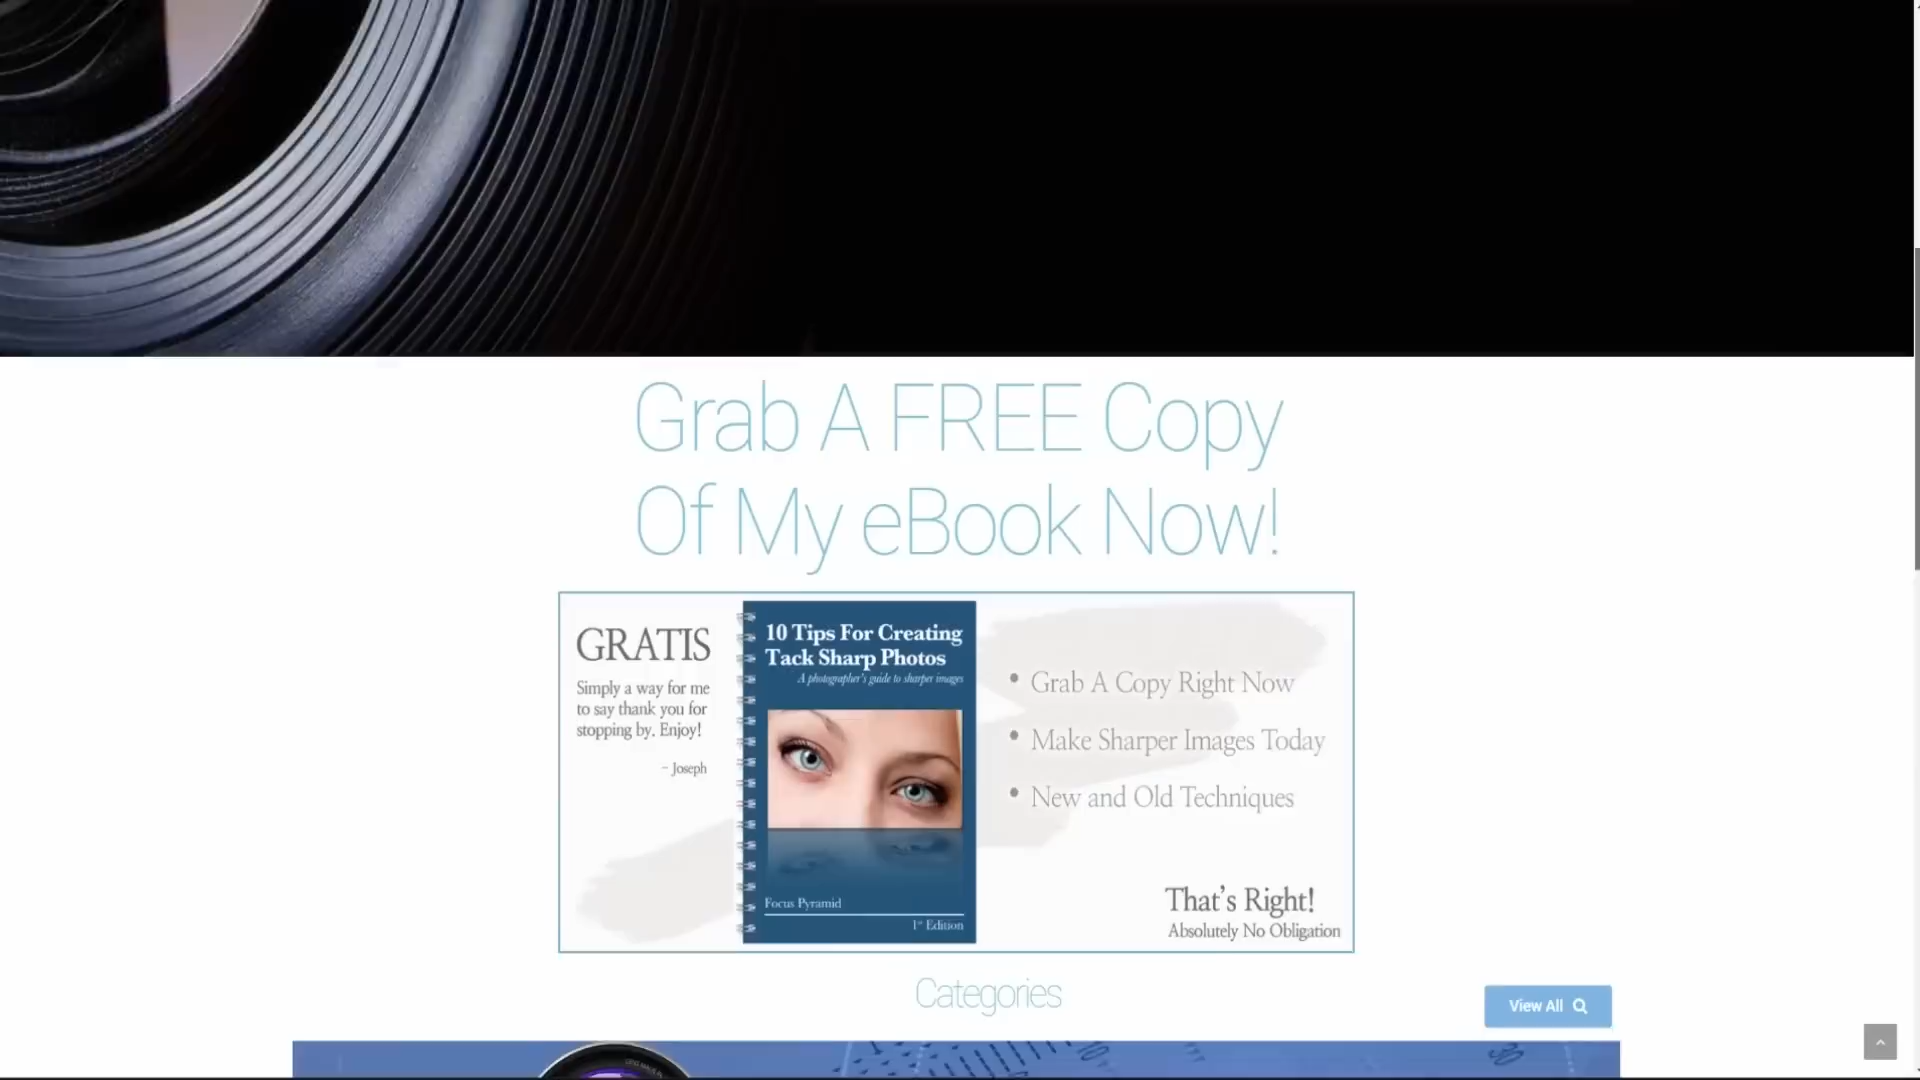 Grab A FREE Copy
Of My eBook Now!
GRATIS
Simply a way for me
to say thank you for
stopping by. Enjoy!
– Joseph
10 Tips For Creating
Tack Sharp Photos
A photographer's guide to sharper images
Focus Pyramid
1st Edition
• Grab A Copy Right Now
• Make Sharper Images Today
• New and Old Techniques
That's Right!
Absolutely No Obligation
Categories
View All
10
30